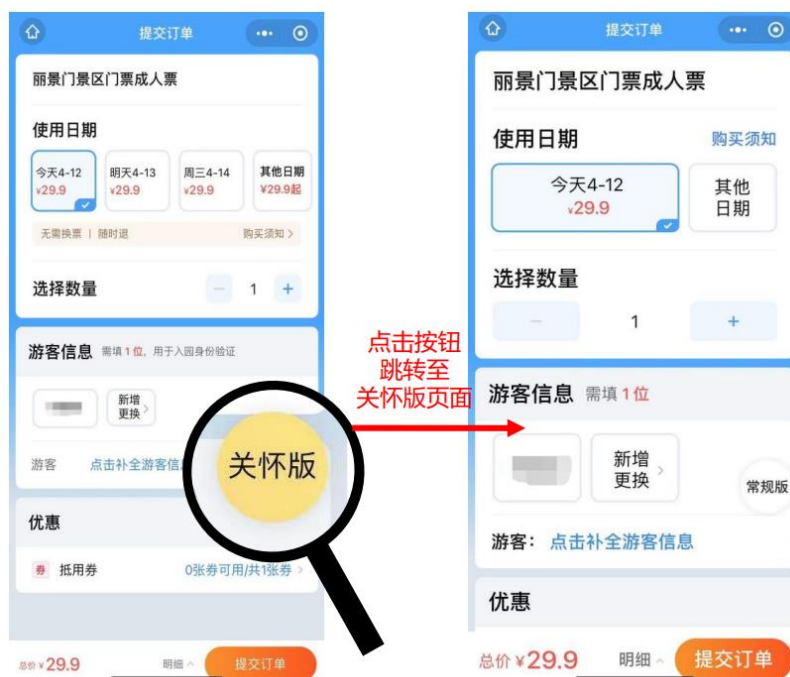 提交订单
丽景门景区门票成人票
使用日期
今天4-12
¥29.9
明天4-13
¥29.9
周三4-14
¥29.9
其他日期
¥29.9起
无需换票 | 随时退
购买须知 >
选择数量
- 1 +
游客信息 需填1位，用于入园身份验证
新增
更换 >
游客 点击补全游客信
关怀版
优惠
券 抵用券 0张券可用/共1张券 >
总价 ¥29.9 明细 提交订单
点击按钮
跳转至
关怀版页面
提交订单
丽景门景区门票成人票
使用日期 购买须知
今天4-12
¥29.9
其他
日期
选择数量
- 1 +
游客信息 需填1位
新增
更换 >
常规版
游客： 点击补全游客信息
优惠
总价 ¥29.9 明细 提交订单